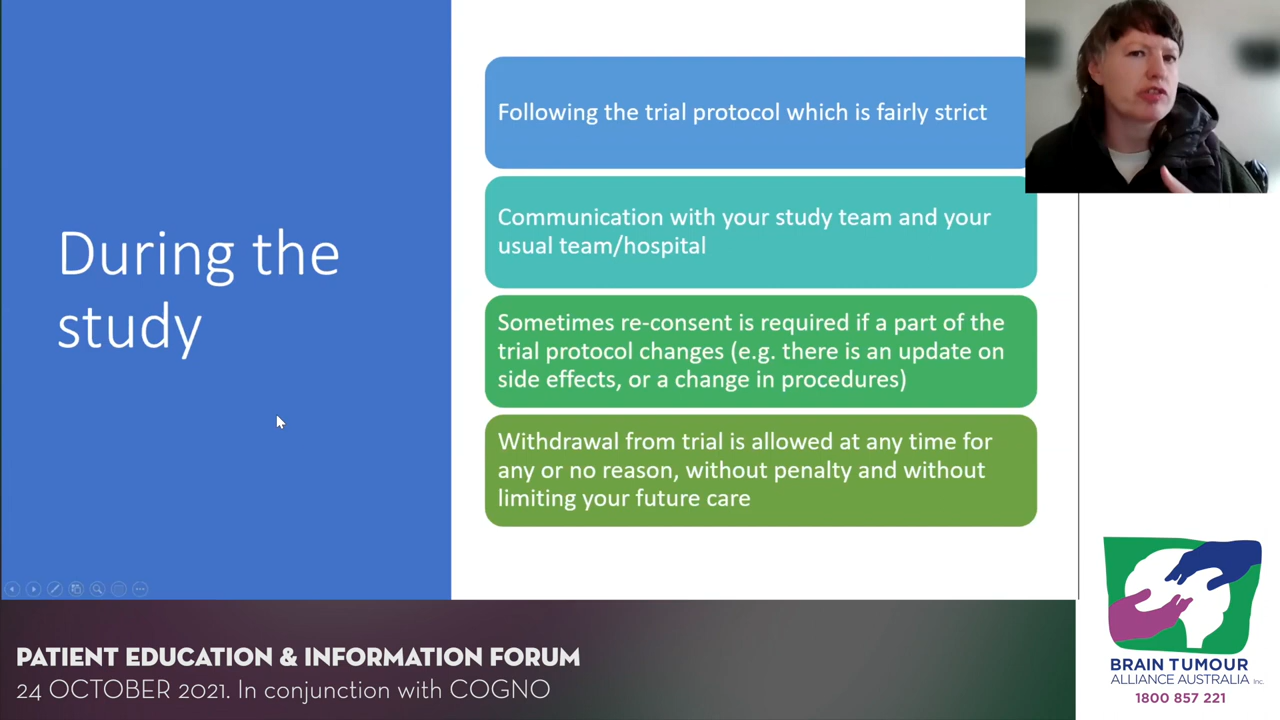 During the
study
Following the trial protocol which is fairly strict
Communication with your study team and your
usual team/hospital
Sometimes re-consent is required if a part of the
trial protocol changes (e.g. there is an update on
side effects, or a change in procedures)
Withdrawal from trial is allowed at any time for
any or no reason, without penalty and without
limiting your future care
PATIENT EDUCATION & INFORMATION FORUM
24 OCTOBER 2021. In conjunction with COGNO
BRAIN TUMOUR
ALLIANCE AUSTRALIA Inc.
1800 857 221